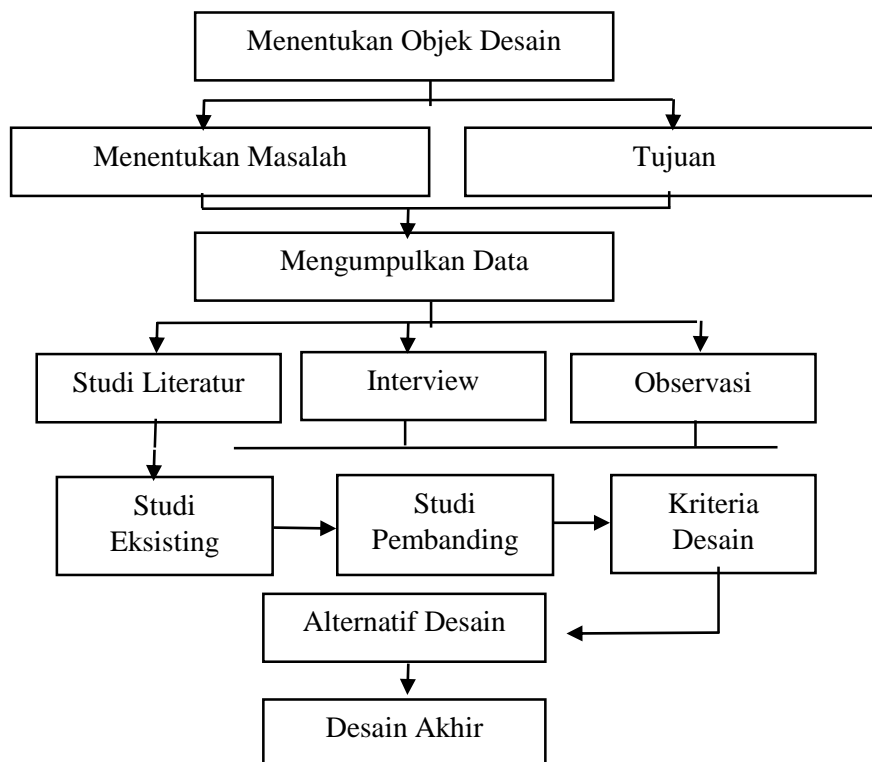 Menentukan Objek Desain
Menentukan Masalah
Tujuan
Mengumpulkan Data
Studi Literatur
Interview
Observasi
Studi
Eksisting
Studi
Pembanding
Kriteria
Desain
Alternatif Desain
Desain Akhir